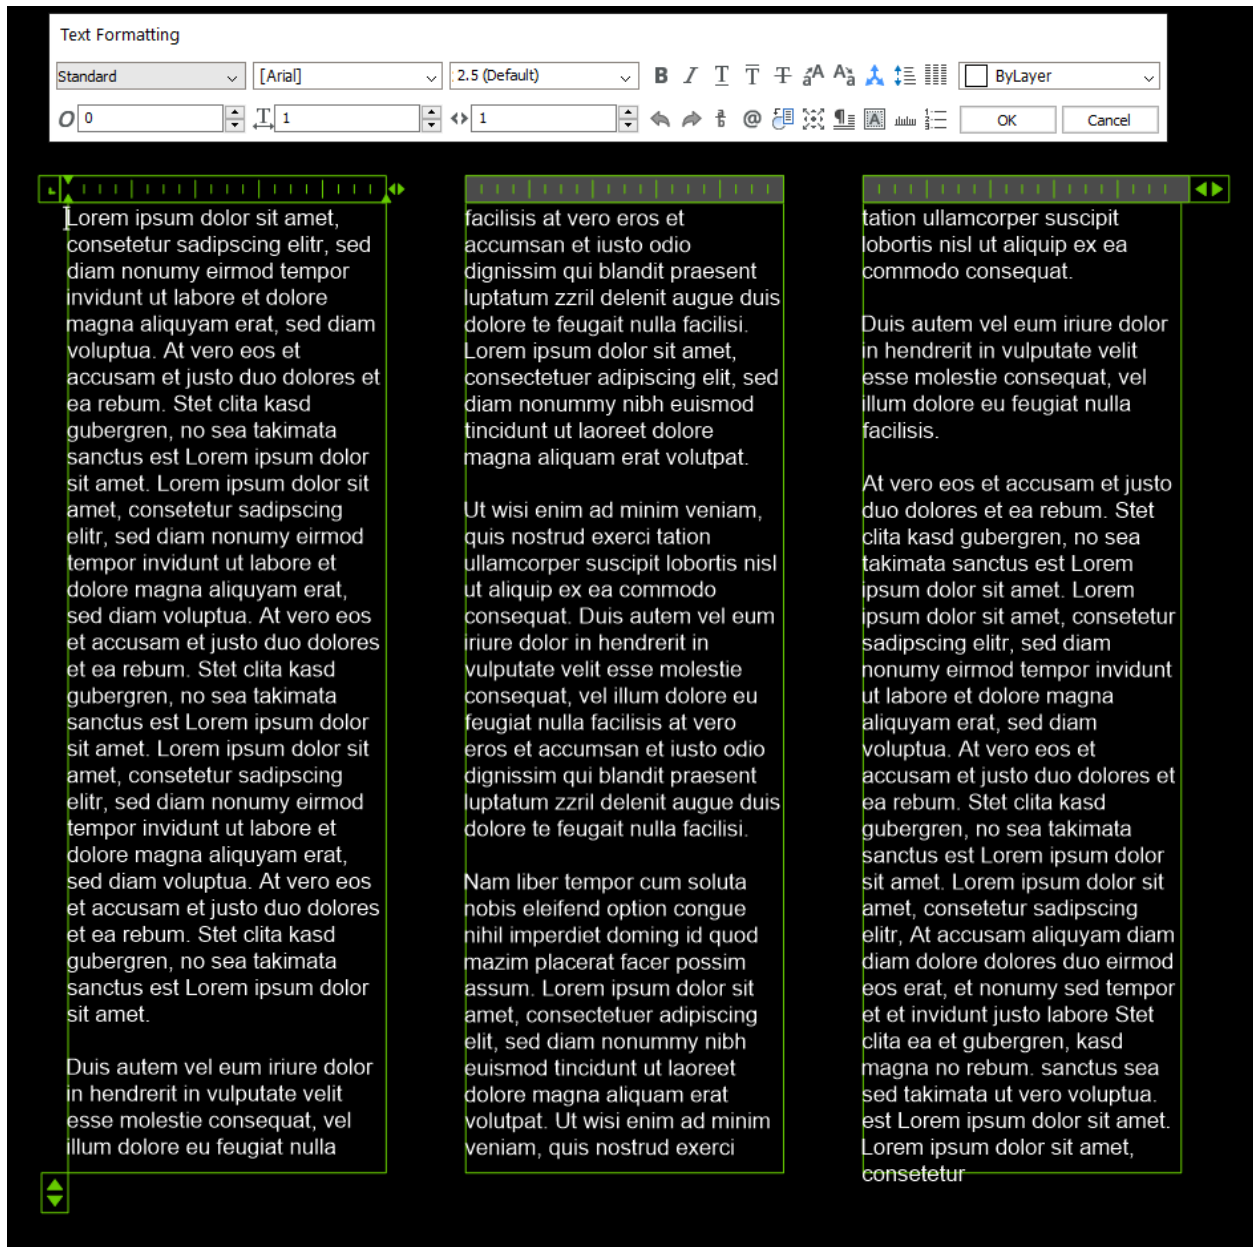 Text Formatting
Standard [Arial] 2.5 (Default) B I T T T ByLayer
0 1 1 @ OK Cancel
Lorem ipsum dolor sit amet,
consetetur sadipscing elitr, sed
diam nonumy eirmod tempor
invidunt ut labore et dolore
magna aliquyam erat, sed diam
voluptua. At vero eos et
accusam et justo duo dolores et
ea rebum. Stet clita kasd
gubergren, no sea takimata
sanctus est Lorem ipsum dolor
sit amet. Lorem ipsum dolor sit
amet, consetetur sadipscing
elitr, sed diam nonumy eirmod
tempor invidunt ut labore et
dolore magna aliquyam erat,
sed diam voluptua. At vero eos
et accusam et justo duo dolores
et ea rebum. Stet clita kasd
gubergren, no sea takimata
sanctus est Lorem ipsum dolor
sit amet. Lorem ipsum dolor sit
amet, consetetur sadipscing
elitr, sed diam nonumy eirmod
tempor invidunt ut labore et
dolore magna aliquyam erat,
sed diam voluptua. At vero eos
et accusam et justo duo dolores
et ea rebum. Stet clita kasd
gubergren, no sea takimata
sanctus est Lorem ipsum dolor
sit amet.
Duis autem vel eum iriure dolor
in hendrerit in vulputate velit
esse molestie consequat, vel
illum dolore eu feugiat nulla
facilisis at vero eros et
accumsan et iusto odio
dignissim qui blandit praesent
luptatum zzril delenit augue duis
dolore te feugait nulla facilisi.
Lorem ipsum dolor sit amet,
consectetuer adipiscing elit, sed
diam nonummy nibh euismod
tincidunt ut laoreet dolore
magna aliquam erat volutpat.
Ut wisi enim ad minim veniam,
quis nostrud exerci tation
ullamcorper suscipit lobortis nisl
ut aliquip ex ea commodo
consequat. Duis autem vel eum
iriure dolor in hendrerit in
vulputate velit esse molestie
consequat, vel illum dolore eu
feugiat nulla facilisis at vero
eros et accumsan et iusto odio
dignissim qui blandit praesent
luptatum zzril delenit augue duis
dolore te feugait nulla facilisi.
Nam liber tempor cum soluta
nobis eleifend option congue
nihil imperdiet doming id quod
mazim placerat facer possim
assum. Lorem ipsum dolor sit
amet, consectetuer adipiscing
elit, sed diam nonummy nibh
euismod tincidunt ut laoreet
dolore magna aliquam erat
volutpat. Ut wisi enim ad minim
veniam, quis nostrud exerci
tation ullamcorper suscipit
lobortis nisl ut aliquip ex ea
commodo consequat.
Duis autem vel eum iriure dolor
in hendrerit in vulputate velit
esse molestie consequat, vel
illum dolore eu feugiat nulla
facilisis.
At vero eos et accusam et justo
duo dolores et ea rebum. Stet
clita kasd gubergren, no sea
takimata sanctus est Lorem
ipsum dolor sit amet. Lorem
ipsum dolor sit amet, consetetur
sadipscing elitr, sed diam
nonumy eirmod tempor invidunt
ut labore et dolore magna
aliquyam erat, sed diam
voluptua. At vero eos et
accusam et justo duo dolores et
ea rebum. Stet clita kasd
gubergren, no sea takimata
sanctus est Lorem ipsum dolor
sit amet. Lorem ipsum dolor sit
amet, consetetur sadipscing
elitr, At accusam aliquyam diam
diam dolore dolores duo eirmod
eos erat, et nonumy sed tempor
et et invidunt justo labore Stet
clita ea et gubergren, kasd
magna no rebum. sanctus sea
sed takimata ut vero voluptua.
est Lorem ipsum dolor sit amet.
Lorem ipsum dolor sit amet,
consetetur